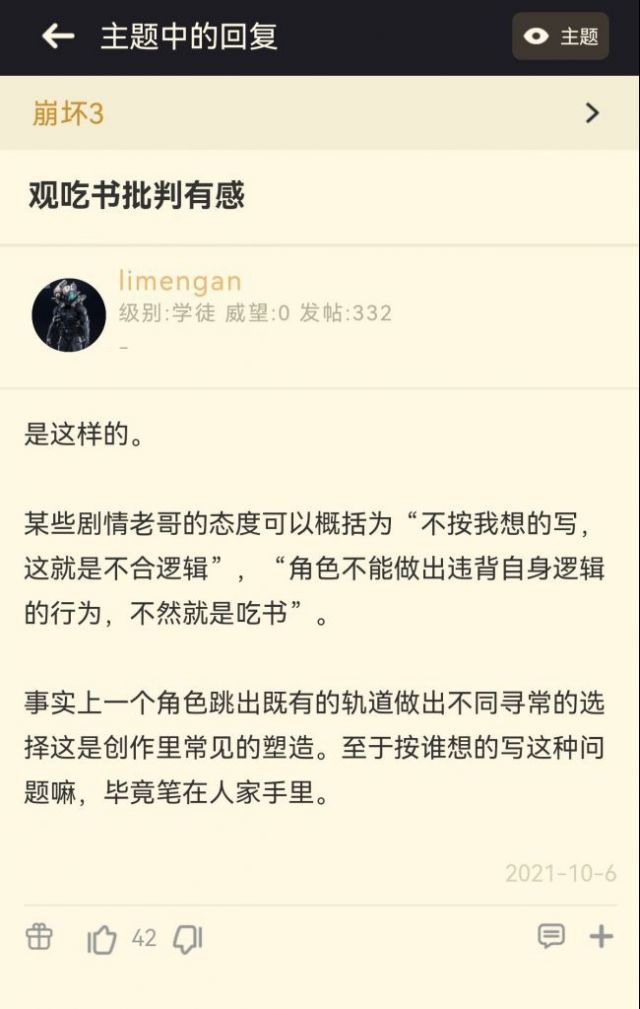 主题中的回复
主题
崩坏3
观吃书批判有感
limengan
级别:学徒 威望:0 发帖:332
-
是这样的。
某些剧情老哥的态度可以概括为“不按我想的写，
这就是不合逻辑”，“角色不能做出违背自身逻辑
的行为，不然就是吃书”。
事实上一个角色跳出既有的轨道做出不同寻常的选
择这是创作里常见的塑造。至于按谁想的写这种问
题嘛，毕竟笔在人家手里。
2021-10-6
42